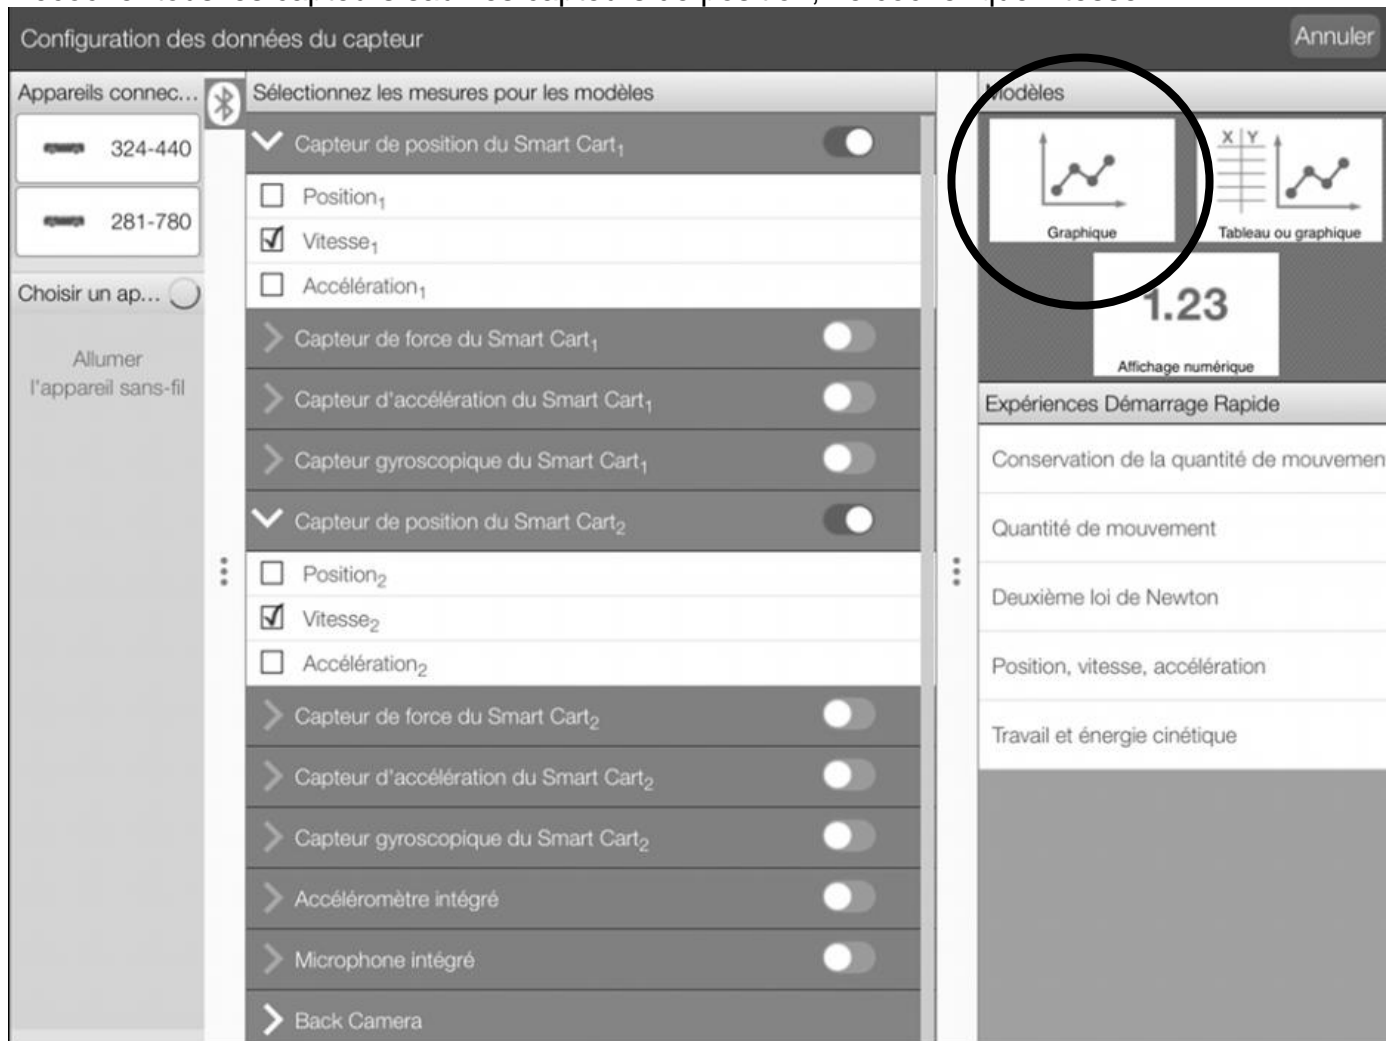 Configuration des données du capteur
Annuler
Appareils connec...
324-440
281-780
Choisir un ap...
Allumer
l'appareil sans-fil
Sélectionnez les mesures pour les modèles
Capteur de position du Smart Cart₁
Position₁
Vitesse₁
Accélération₁
Capteur de force du Smart Cart₁
Capteur d'accélération du Smart Cart₁
Capteur gyroscopique du Smart Cart₁
Capteur de position du Smart Cart₂
Position₂
Vitesse₂
Accélération₂
Capteur de force du Smart Cart₂
Capteur d'accélération du Smart Cart₂
Capteur gyroscopique du Smart Cart₂
Accéléromètre intégré
Microphone intégré
Back Camera
Modèles
Graphique
X Y
Tableau ou graphique
1.23
Affichage numérique
Expériences Démarrage Rapide
Conservation de la quantité de mouvemen
Quantité de mouvement
Deuxième loi de Newton
Position, vitesse, accélération
Travail et énergie cinétique